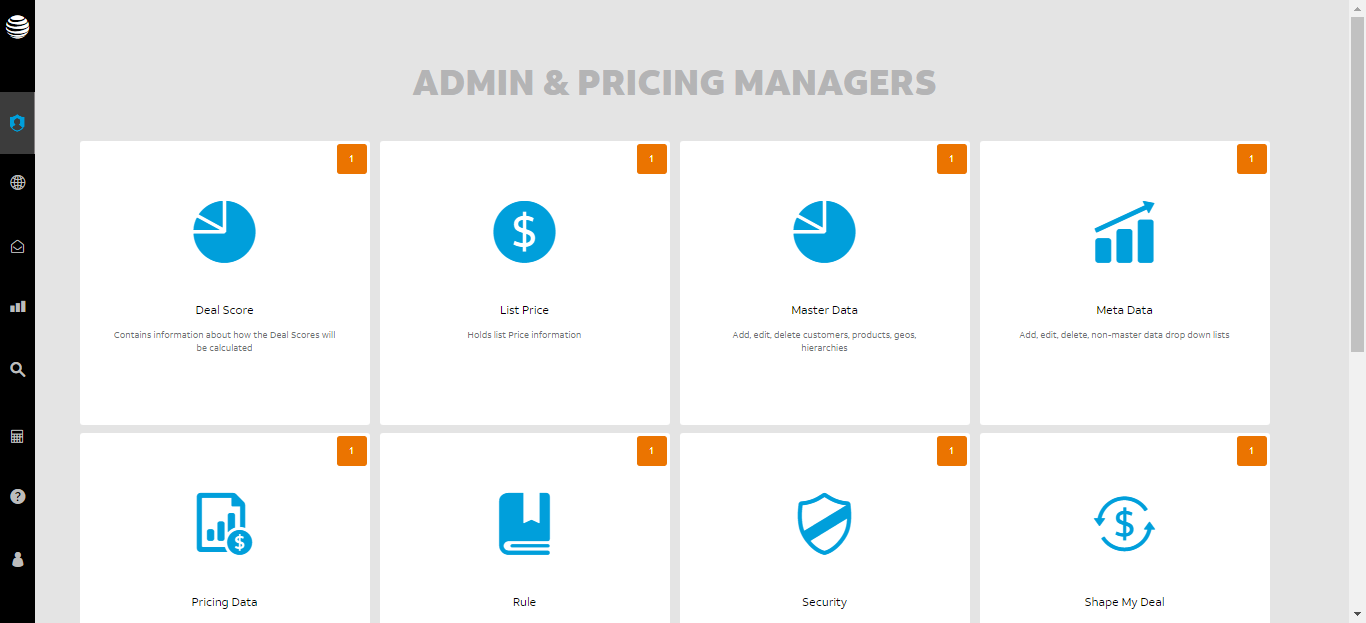 ADMIN & PRICING MANAGERS
1
1
1
1
Deal Score
Contains information about how the Deal Scores will
be calculated
List Price
Holds list Price information
Master Data
Add, edit, delete customers, products, geos,
hierarchies
Meta Data
Add, edit, delete, non-master data drop down lists
1
1
1
1
Pricing Data
Rule
Security
Shape My Deal